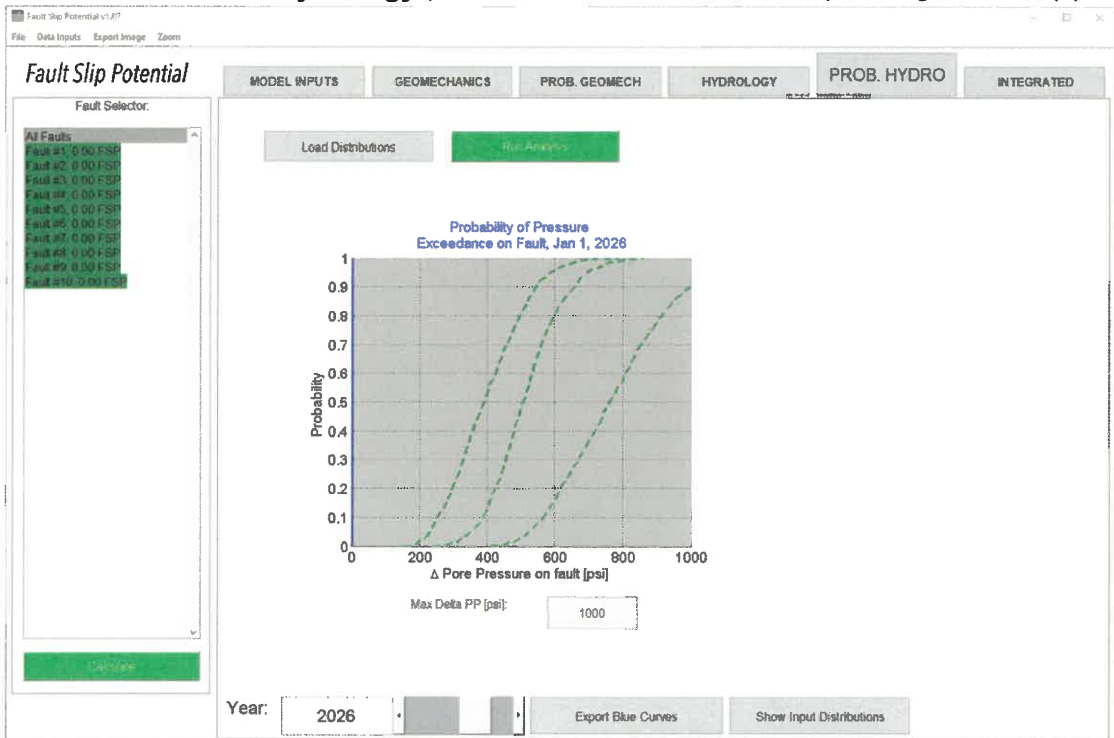 Fault Slip Potential v1.07
File Data Inputs Export Image Zoom
Fault Slip Potential
MODEL INPUTS
GEOMECHANICS
PROB. GEOMECH
HYDROLOGY
PROB. HYDRO
INTEGRATED
Fault Selector:
All Faults
Fault #1, 0.00 FSP
Fault #2, 0.00 FSP
Fault #3, 0.00 FSP
Fault #4, 0.00 FSP
Fault #5, 0.00 FSP
Fault #6, 0.00 FSP
Fault #7, 0.00 FSP
Fault #8, 0.00 FSP
Fault #9, 0.00 FSP
Fault #10, 0.00 FSP
Calculate
Load Distributions
Run Analysis
Probability of Pressure
Exceedance on Fault, Jan 1, 2026
1
0.9
0.8
0.7
0.6
0.5
0.4
0.3
0.2
0.1
0
Probability
0 200 400 600 800 1000
Δ Pore Pressure on fault [psi]
Max Delta PP [psi]:
1000
Year:
2026
Export Blue Curves
Show Input Distributions